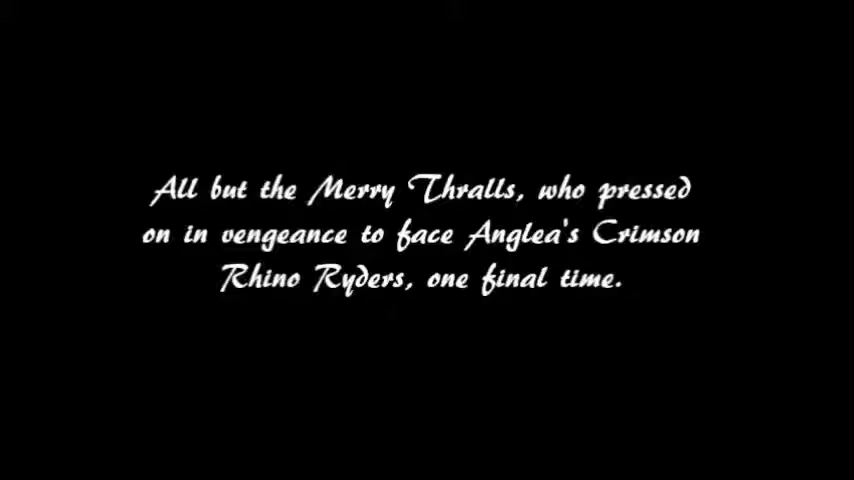 All but the Merry Thralls, who pressed
on in vengeance to face Anglea's Crimson
Rhino Ryders, one final time.